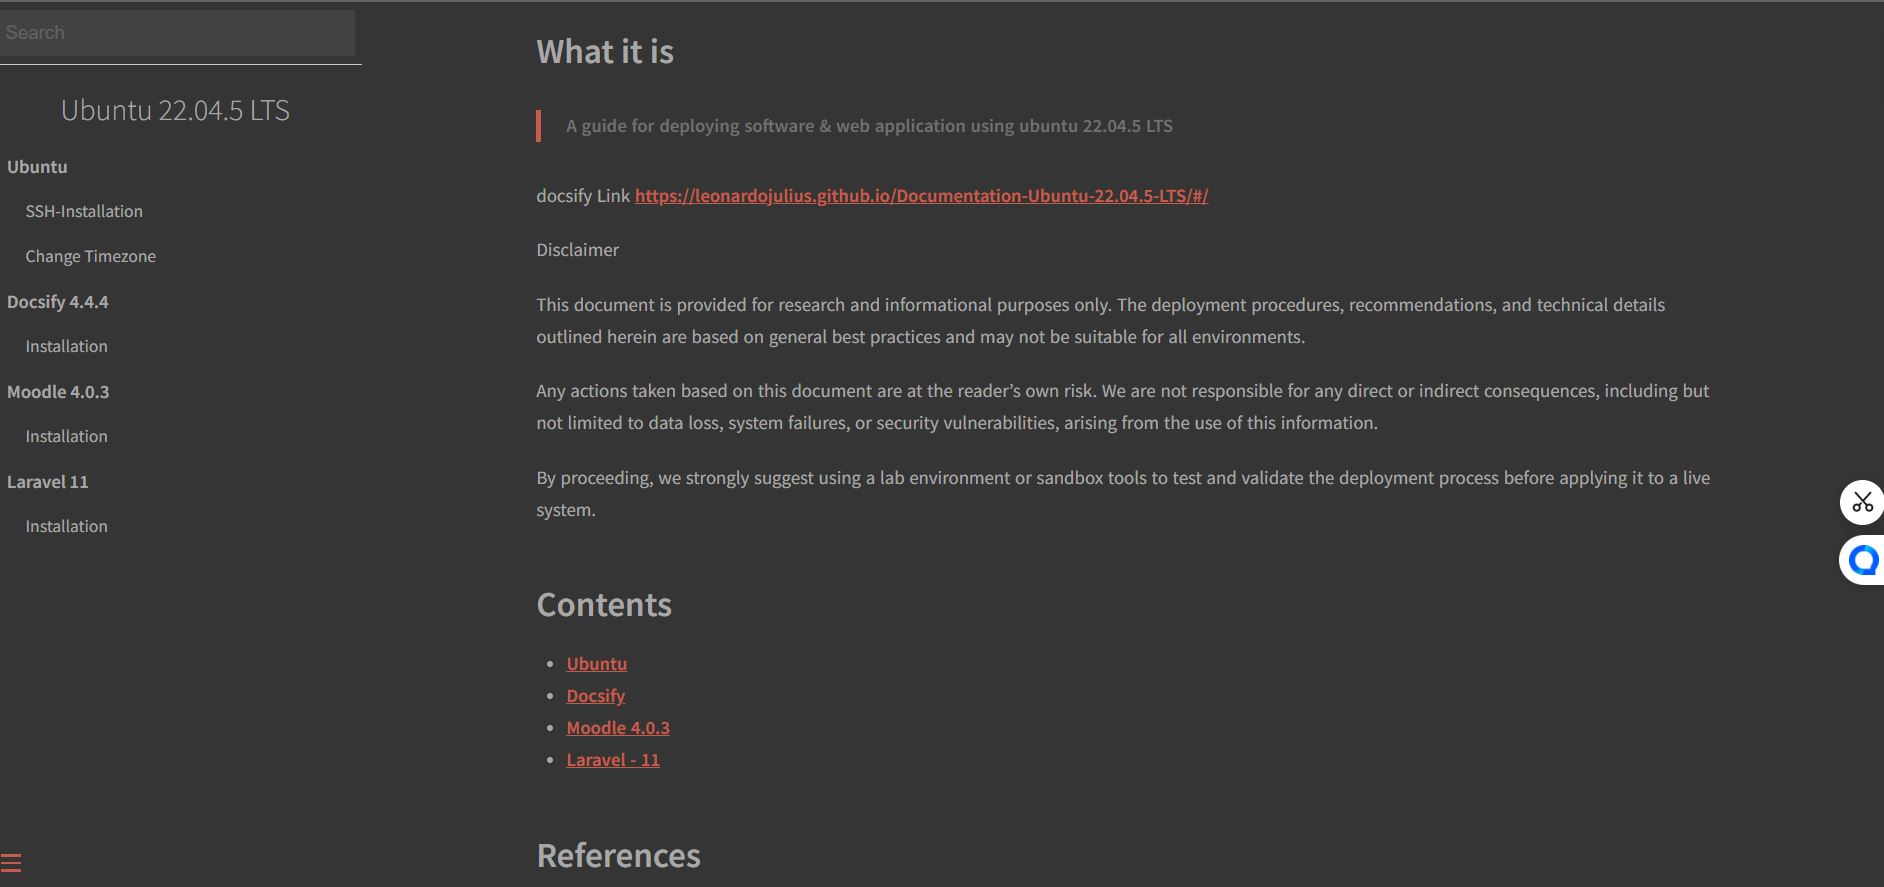 Search
Ubuntu 22.04.5 LTS
Ubuntu
SSH-Installation
Change Timezone
Docsify 4.4.4
Installation
Moodle 4.0.3
Installation
Laravel 11
Installation
What it is
A guide for deploying software & web application using ubuntu 22.04.5 LTS
docsify Link https://leonardojulius.github.io/Documentation-Ubuntu-22.04.5-LTS/#/
Disclaimer
This document is provided for research and informational purposes only. The deployment procedures, recommendations, and technical details
outlined herein are based on general best practices and may not be suitable for all environments.
Any actions taken based on this document are at the reader’s own risk. We are not responsible for any direct or indirect consequences, including but
not limited to data loss, system failures, or security vulnerabilities, arising from the use of this information.
By proceeding, we strongly suggest using a lab environment or sandbox tools to test and validate the deployment process before applying it to a live
system.
Contents
• Ubuntu
• Docsify
• Moodle 4.0.3
• Laravel - 11
References